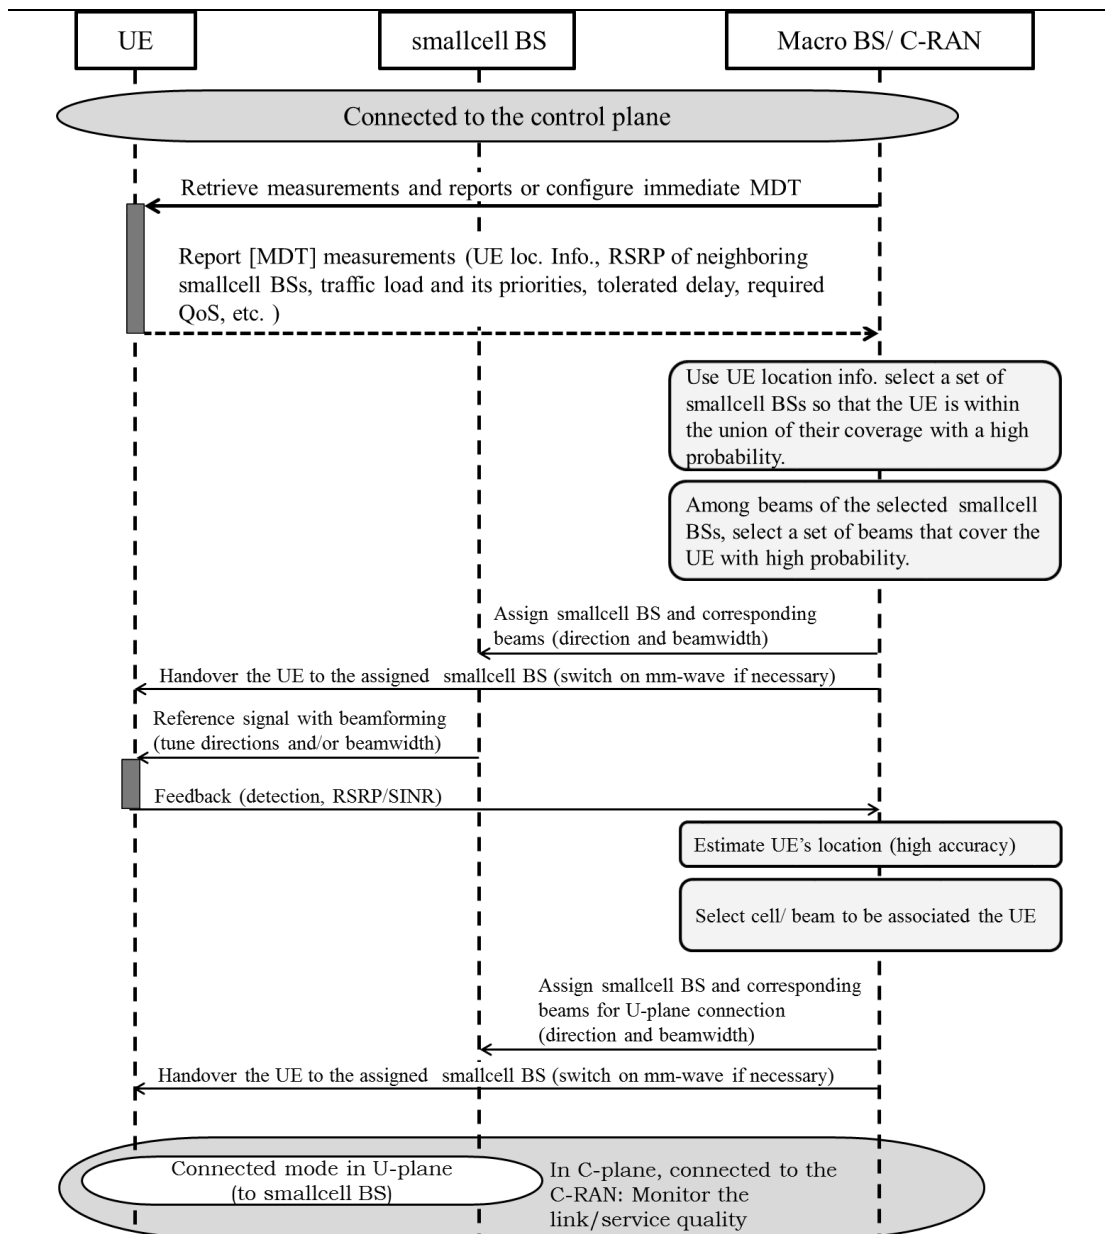 UE
smallcell BS
Macro BS/ C-RAN
Connected to the control plane
Retrieve measurements and reports or configure immediate MDT
Report [MDT] measurements (UE loc. Info., RSRP of neighboring
smallcell BSs, traffic load and its priorities, tolerated delay, required
QoS, etc. )
Use UE location info. select a set of
smallcell BSs so that the UE is within
the union of their coverage with a high
probability.
Among beams of the selected smallcell
BSs, select a set of beams that cover the
UE with high probability.
Assign smallcell BS and corresponding
beams (direction and beamwidth)
Handover the UE to the assigned smallcell BS (switch on mm-wave if necessary)
Reference signal with beamforming
(tune directions and/or beamwidth)
Feedback (detection, RSRP/SINR)
Estimate UE's location (high accuracy)
Select cell/ beam to be associated the UE
Assign smallcell BS and corresponding
beams for U-plane connection
(direction and beamwidth)
Handover the UE to the assigned smallcell BS (switch on mm-wave if necessary)
Connected mode in U-plane
(to smallcell BS)
In C-plane, connected to the
C-RAN: Monitor the
link/service quality